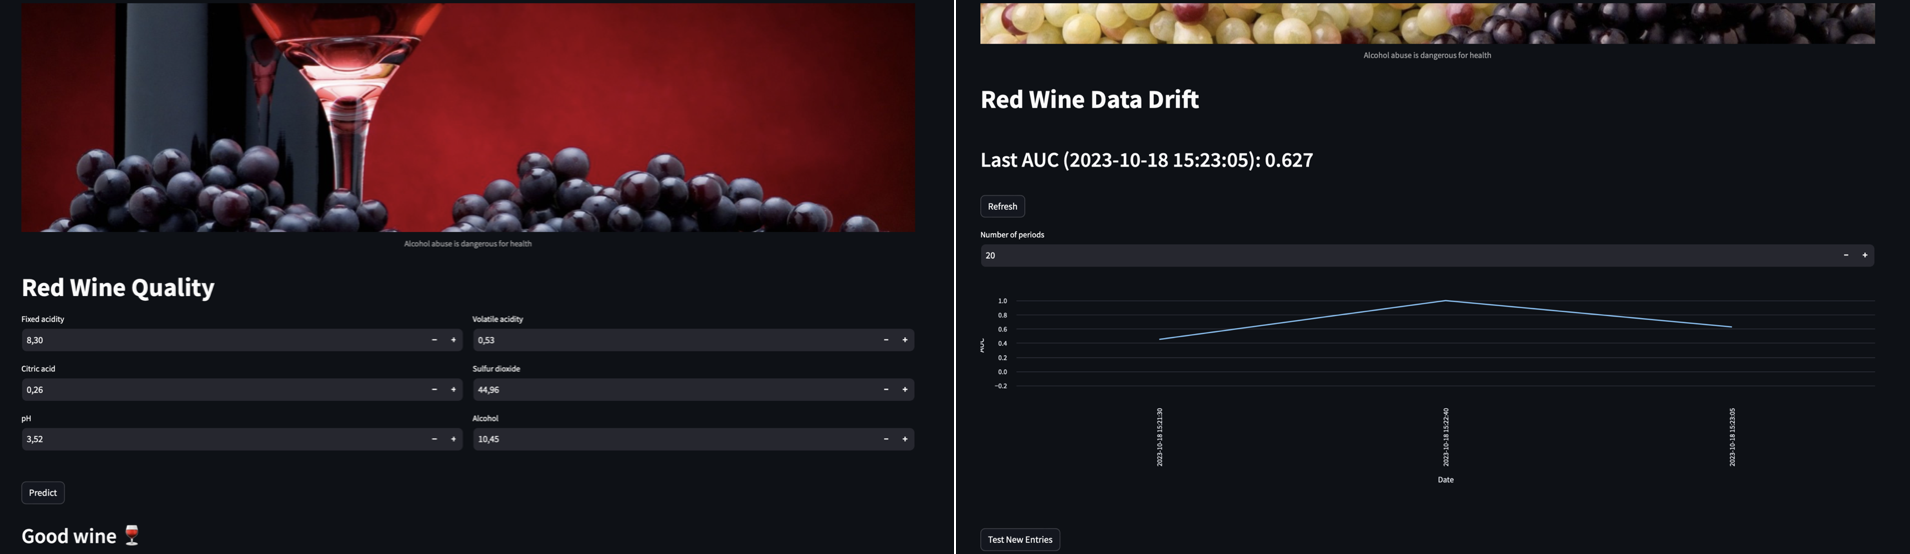 Alcohol abuse is dangerous for health
Red Wine Quality
Fixed acidity
8,30
Volatile acidity
0,53
Citric acid
0,26
Sulfur dioxide
44,96
pH
3,52
Alcohol
10,45
Predict
Good wine 🍷
Alcohol abuse is dangerous for health
Red Wine Data Drift
Last AUC (2023-10-18 15:23:05): 0.627
Refresh
Number of periods
20
1.0
0.8
0.6
0.4
0.2
0.0
−0.2
AUC
2023-10-18 15:21:30
2023-10-18 15:22:40
2023-10-18 15:23:05
Date
Test New Entries